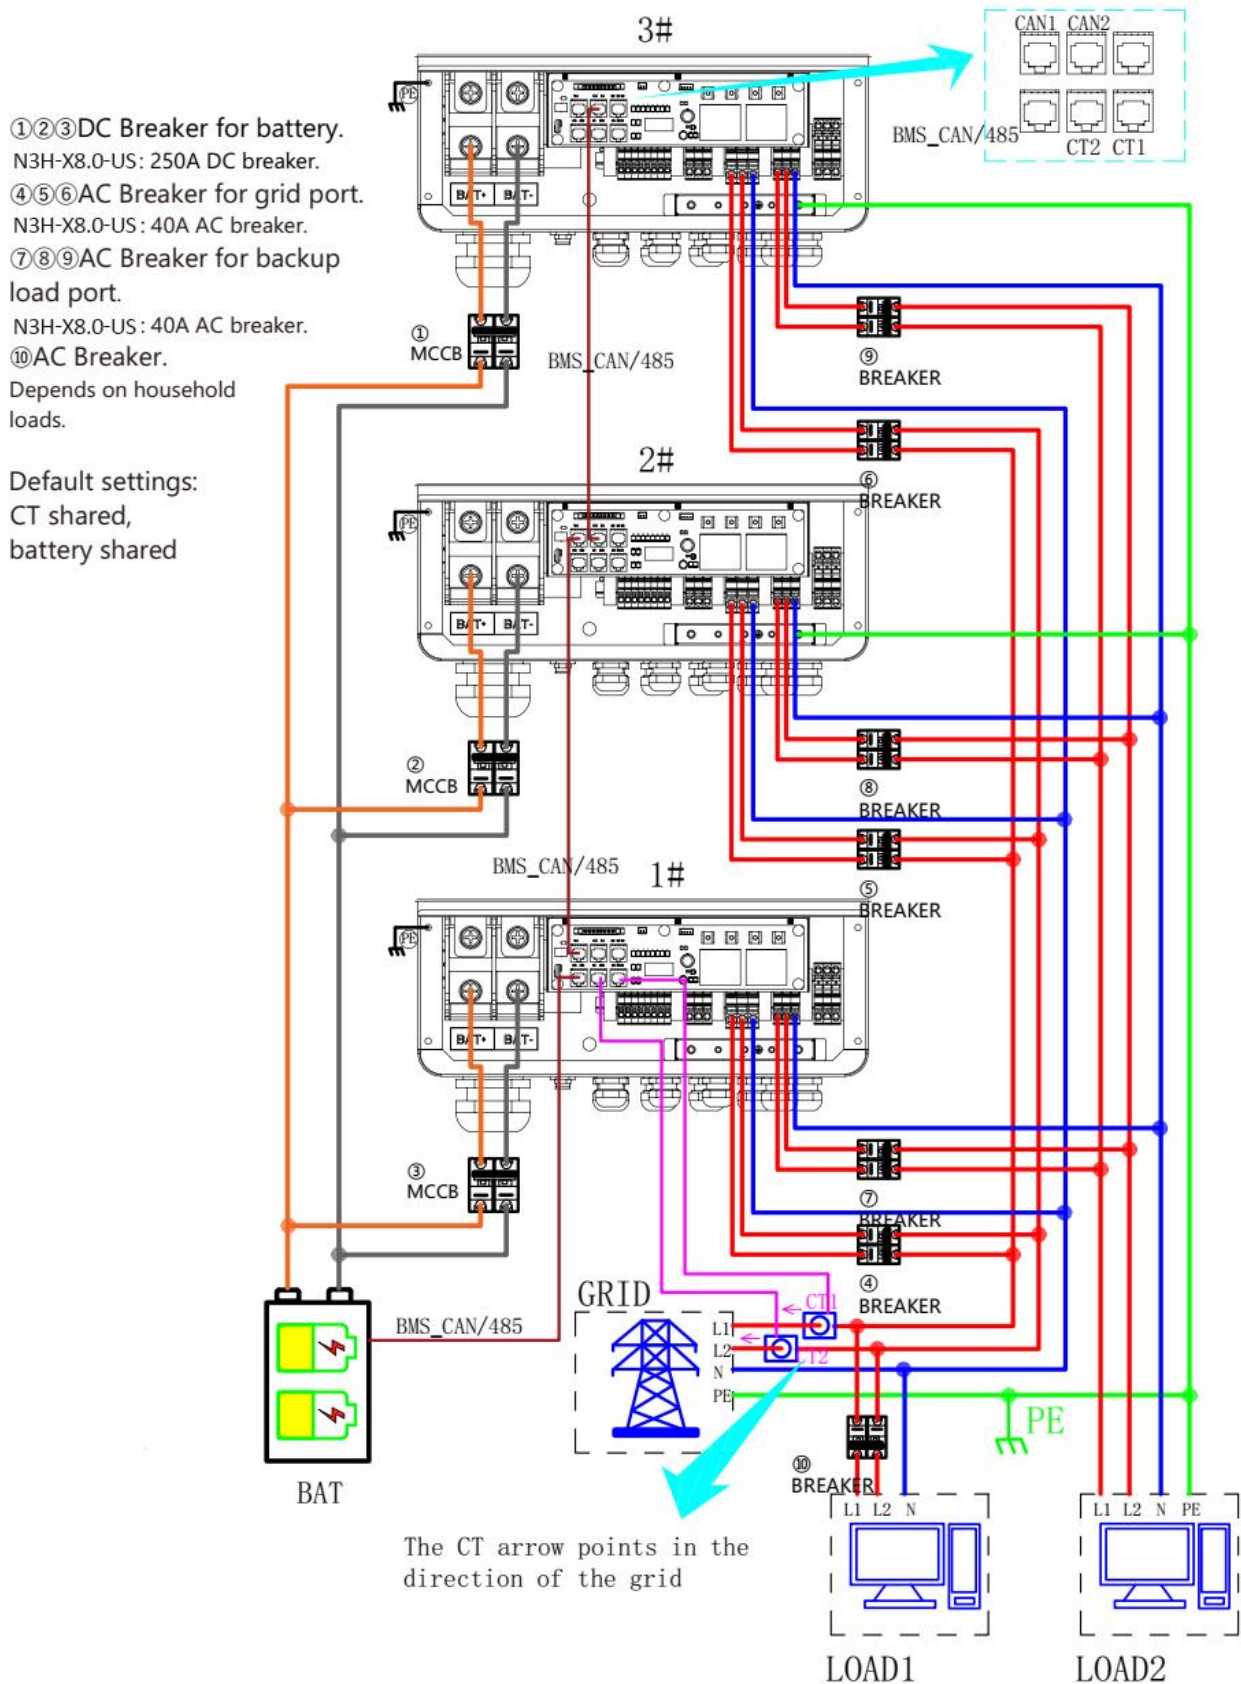 3#
CAN1 CAN2
BMS_CAN/485
CT2 CT1
①②③DC Breaker for battery.
N3H-X8.0-US: 250A DC breaker.
④⑤⑥AC Breaker for grid port.
N3H-X8.0-US: 40A AC breaker.
⑦⑧⑨AC Breaker for backup
load port.
N3H-X8.0-US: 40A AC breaker.
⑩AC Breaker.
Depends on household
loads.
Default settings:
CT shared,
battery shared
PE
BAT+ BAT-
①
MCCB
BMS_CAN/485
⑨
BREAKER
2#
⑥
BREAKER
PE
BAT+ BAT-
②
MCCB
⑧
BREAKER
BMS_CAN/485
1#
⑤
BREAKER
PE
BAT+ BAT-
③
MCCB
⑦
BREAKER
④
BREAKER
GRID
CT1
L1
L2
CT2
N
PE
BMS_CAN/485
PE
BAT
⑩
BREAKER
L1 L2 N
L1 L2 N PE
The CT arrow points in the
direction of the grid
LOAD1
LOAD2